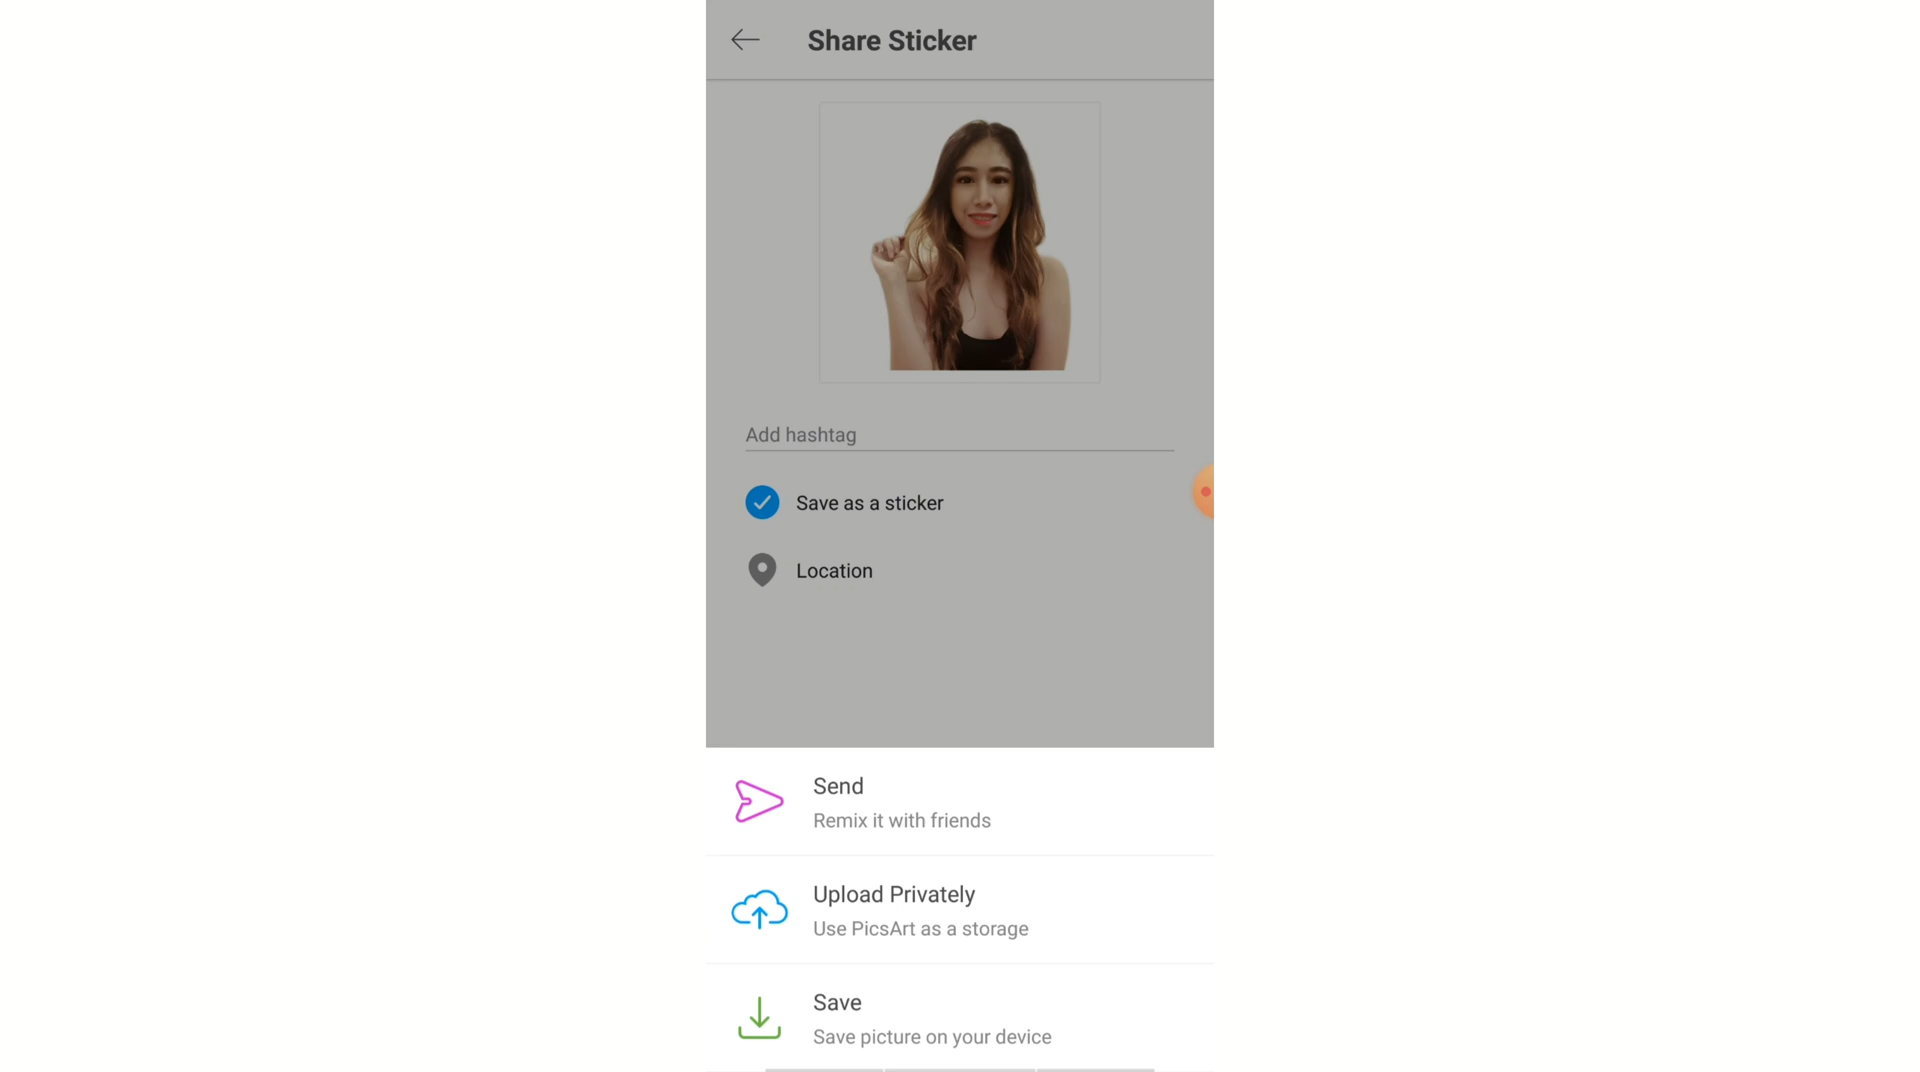 Share Sticker
Add hashtag
Save as a sticker
Location
Send
Remix it with friends
Upload Privately
Use PicsArt as a storage
Save
Save picture on your device